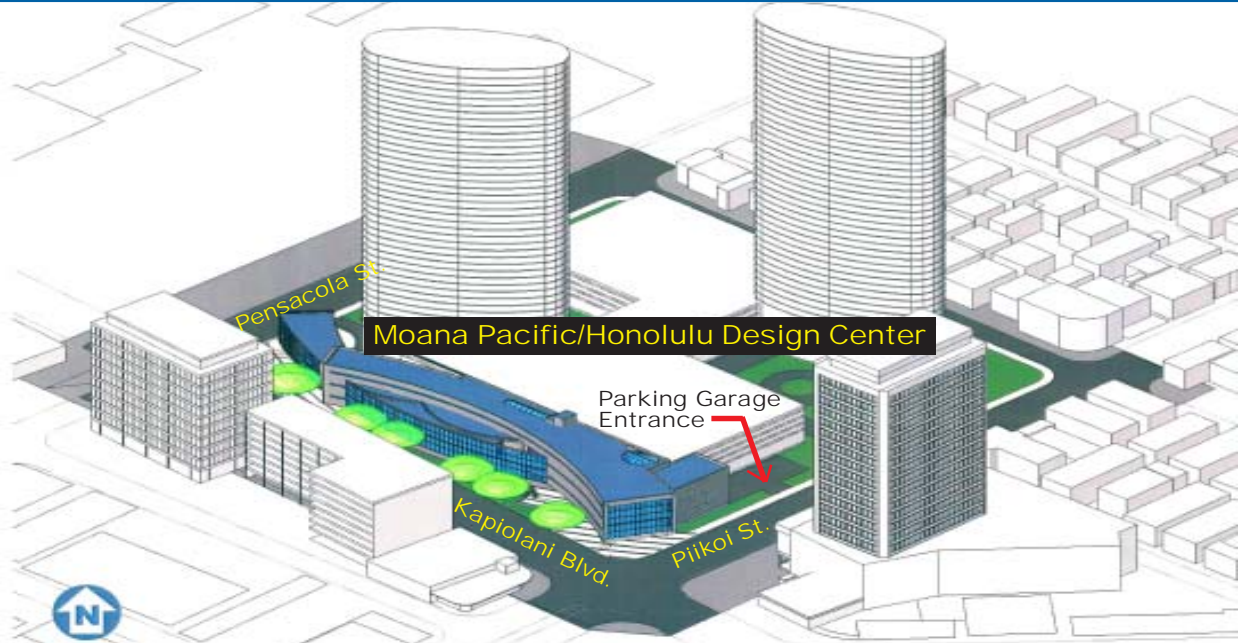 Pensacola St.
Moana Pacific/Honolulu Design Center
Parking Garage
Entrance
Kapiolani Blvd.
Piikoi St.
N